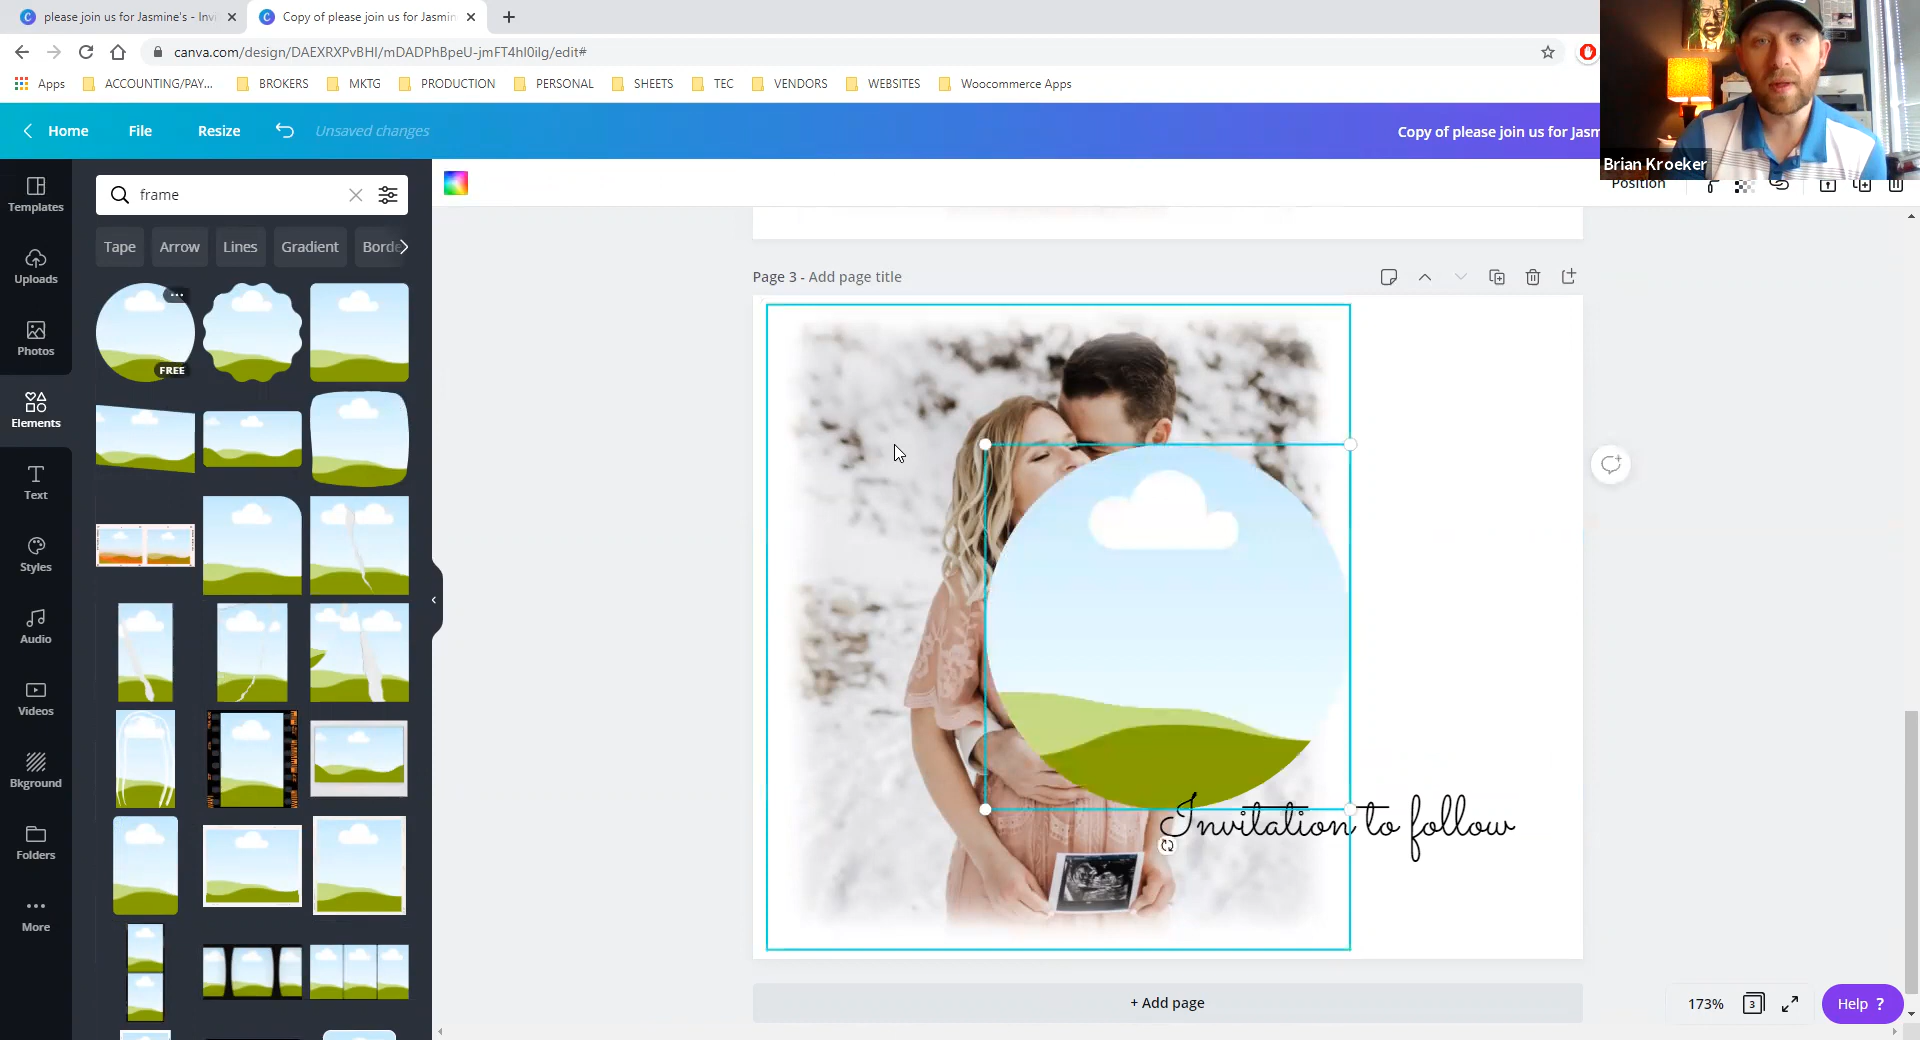 please join us for Jasmine's - Invi
Copy of please join us for Jasmin
canva.com/design/DAEXRXPvBHI/mDADPhBpeU-jmFT4hl0ilg/edit#
Apps
ACCOUNTING/PAY...
BROKERS
MKTG
PRODUCTION
PERSONAL
SHEETS
TEC
VENDORS
WEBSITES
Woocommerce Apps
Home
File
Resize
Unsaved changes
Copy of please join us for Jasm
Brian Kroeker
Position
Templates
Uploads
Photos
Elements
Text
Styles
Audio
Videos
Bkground
Folders
More
frame
Tape
Arrow
Lines
Gradient
Borde
FREE
Page 3 - Add page title
Invitation to follow
+ Add page
173%
3
Help ?